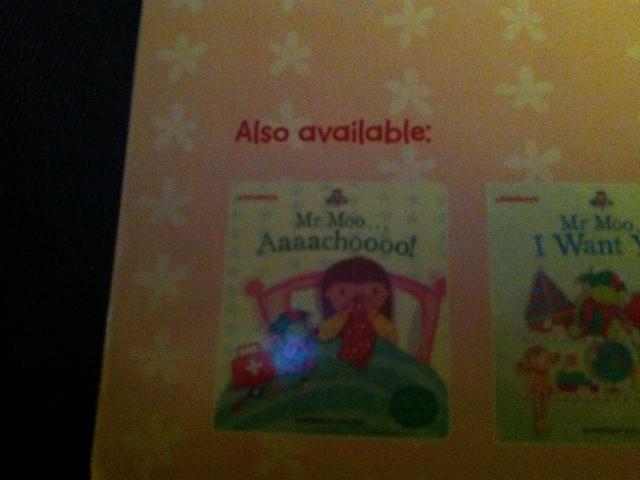 Also available:
Mr Moo...
Aaaachoooo!
Mr Moo
I Want